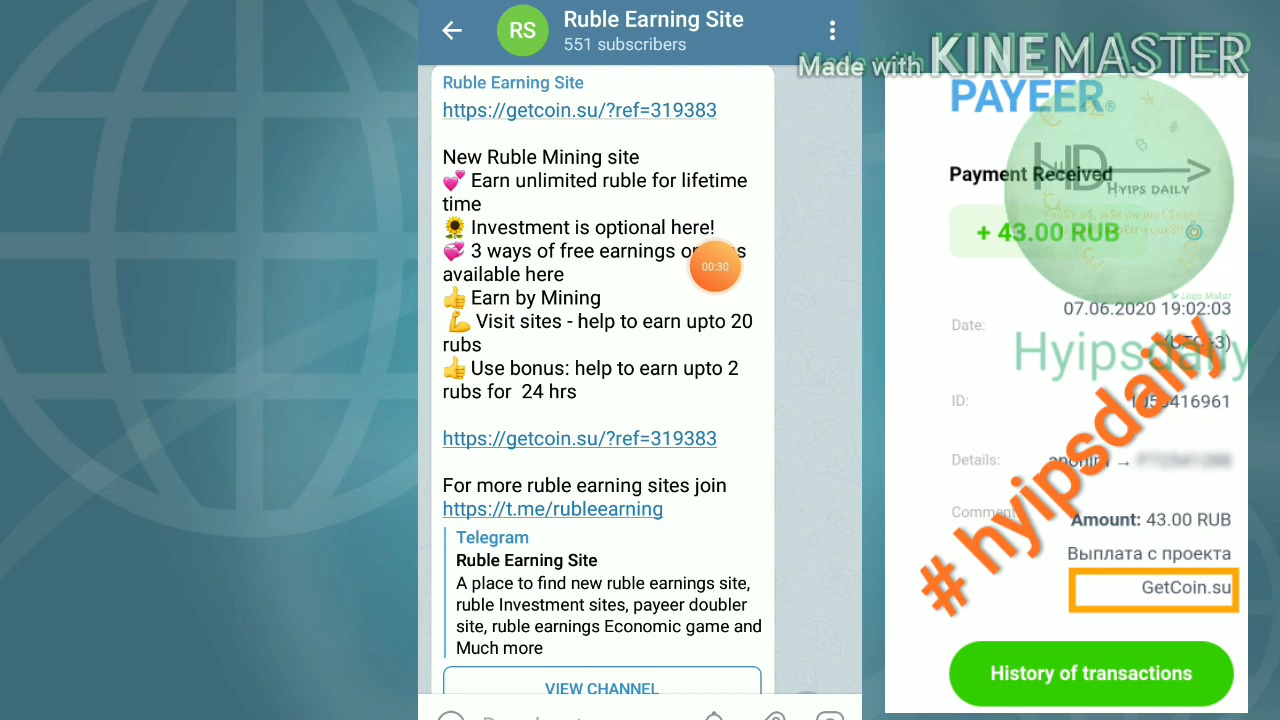 RS
Ruble Earning Site
551 subscribers
Ruble Earning Site
https://getcoin.su/?ref=319383
New Ruble Mining site
💕 Earn unlimited ruble for lifetime
time
🌻 Investment is optional here!
💞 3 ways of free earnings
available here
👍 Earn by Mining
💪 Visit sites - help to earn upto 20
rubs
👍 Use bonus: help to earn upto 2
rubs for 24 hrs
https://getcoin.su/?ref=319383
For more ruble earning sites join
https://t.me/rubleearning
Telegram
Ruble Earning Site
A place to find new ruble earnings site,
ruble Investment sites, payeer doubler
site, ruble earnings Economic game and
Much more
VIEW CHANNEL
00:30
Made with KINEMASTER
PAYEER®
HD
HYIPS DAILY
Logo Maker
Payment Received
+ 43.00 RUB
Date:
07.06.2020 19:02:03
Hyipsdaily
ID:
Details:
Comment
Amount: 43.00 RUB
Выплата с проекта
GetCoin.su
# hyipsdaily
History of transactions